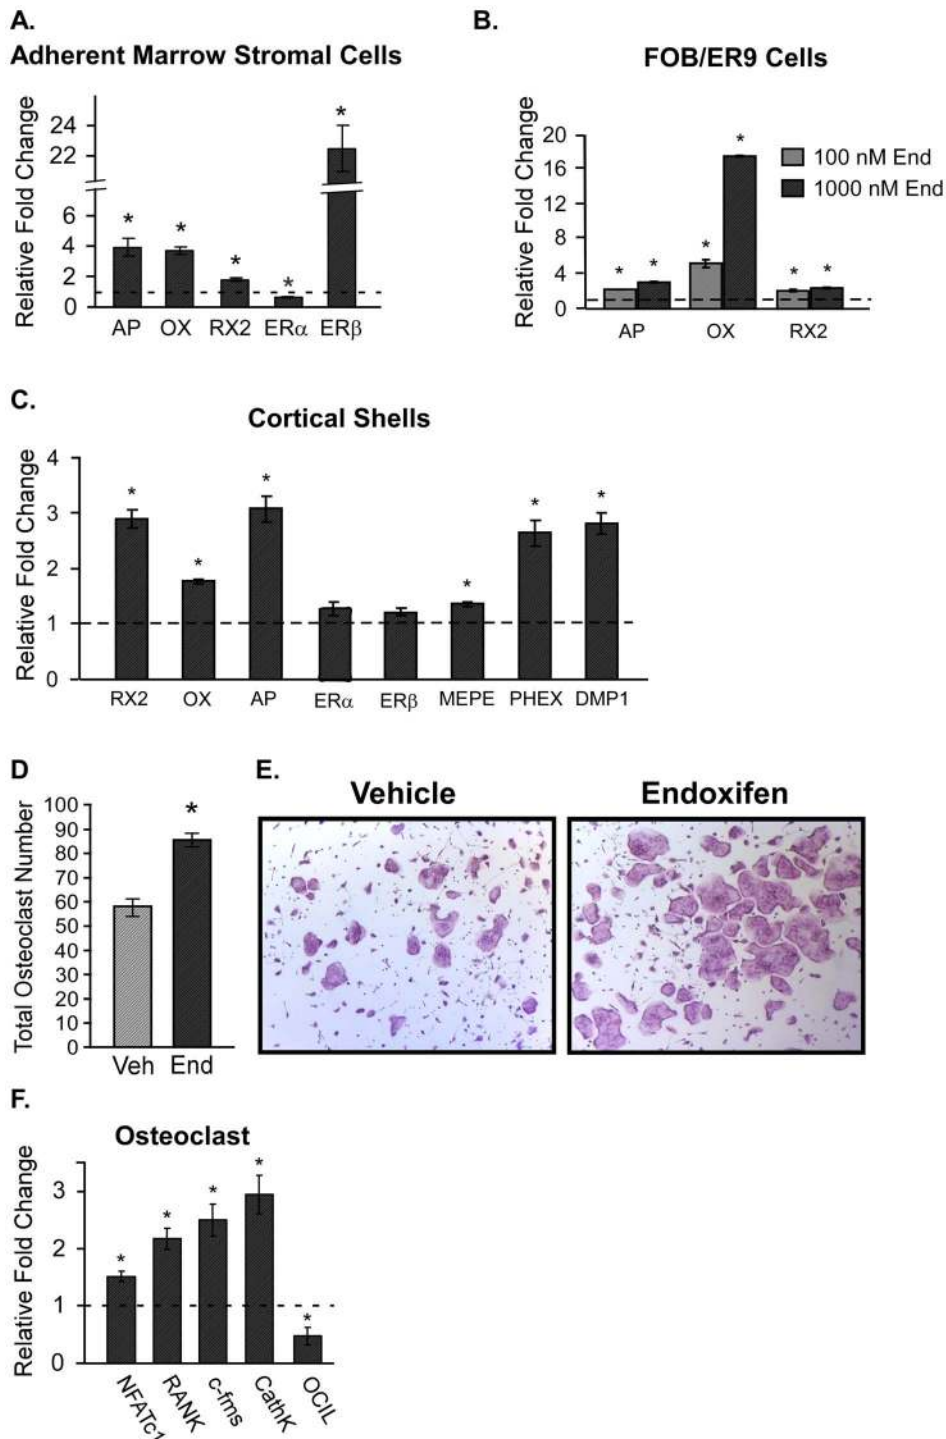 A.
Adherent Marrow Stromal Cells
Relative Fold Change
24
22
6
4
2
0
* * * * *
AP OX RX2 ERα ERβ
B.
FOB/ER9 Cells
Relative Fold Change
20
16
12
8
4
0
* * * * * *
AP OX RX2
100 nM End
1000 nM End
C.
Cortical Shells
Relative Fold Change
4
3
2
1
0
* * * * * *
RX2 OX AP ERα ERβ MEPE PHEX DMP1
D
Total Osteoclast Number
100
90
80
70
60
50
40
30
20
10
0
*
Veh End
E.
Vehicle Endoxifen
F.
Osteoclast
Relative Fold Change
3
2
1
0
* * * * *
NFATc1 RANK c-fms CathK OCIL